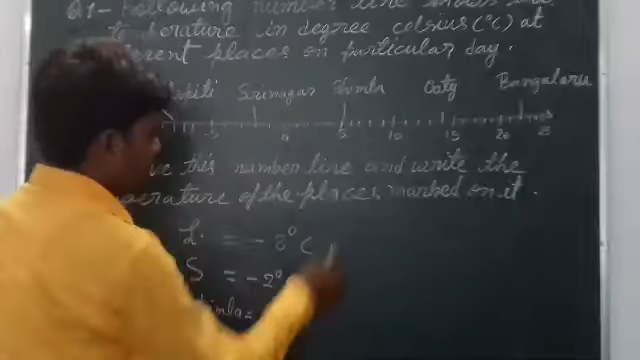 Q1- Following number line shows the
temperature in degree celsius (°C) at
places on particular day.
Srinagar Shimla Ooty Bangalore
-5 0 5 10 15 20 25
this number line and write the
of the places marked on it.
L. = - 8°C
S = -2°